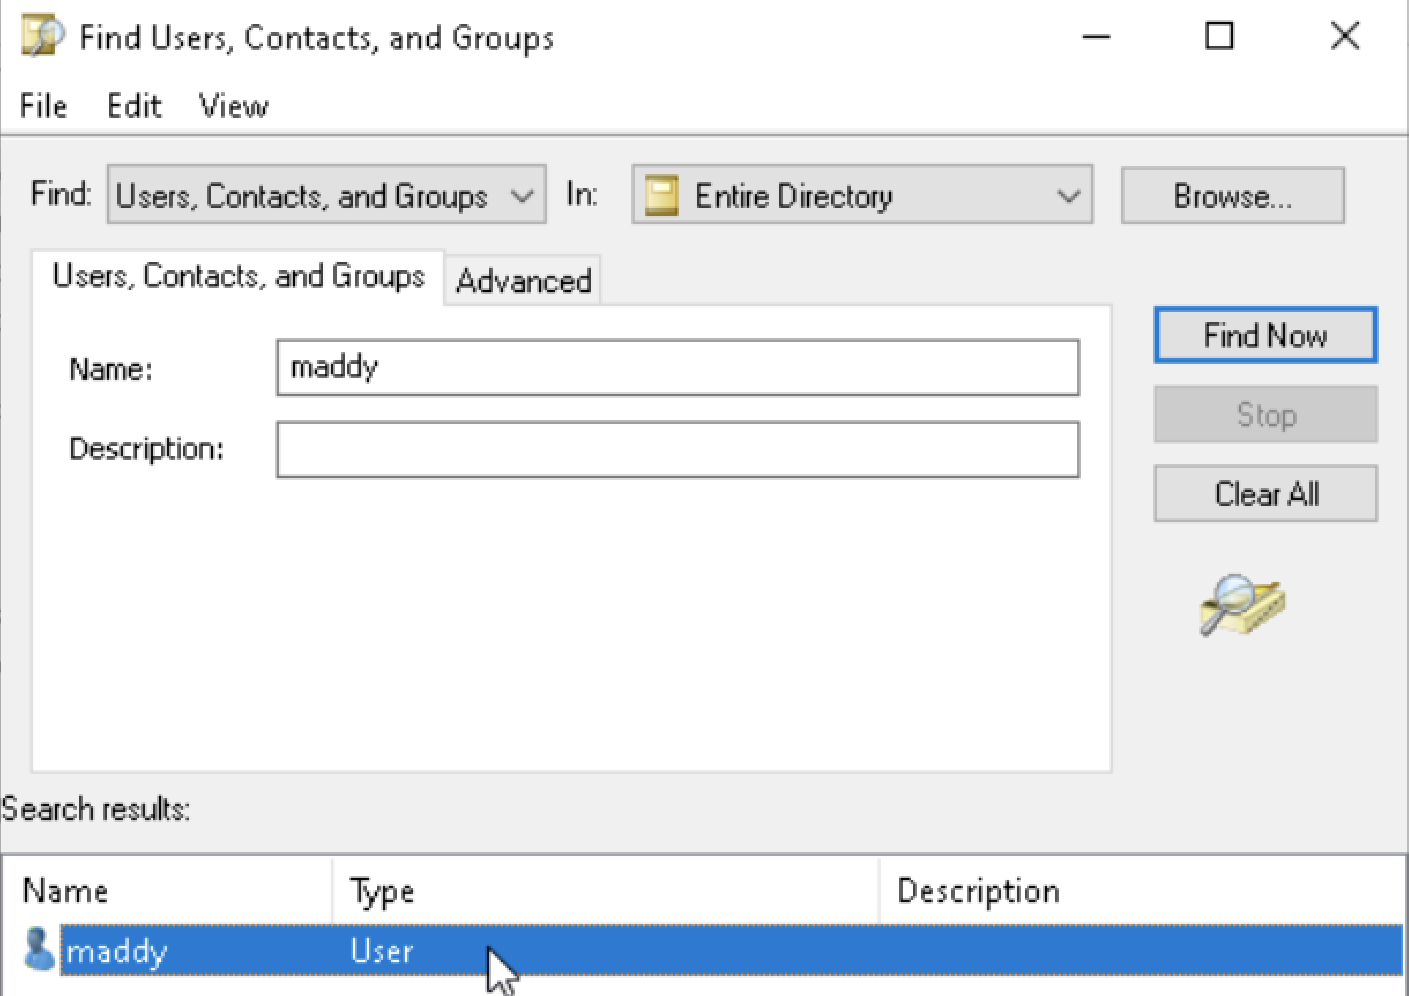 Find Users, Contacts, and Groups
File Edit View
Find: Users, Contacts, and Groups In: Entire Directory Browse...
Users, Contacts, and Groups Advanced
Name: maddy
Find Now
Description:
Stop
Clear All
Search results:
Name Type Description
maddy User